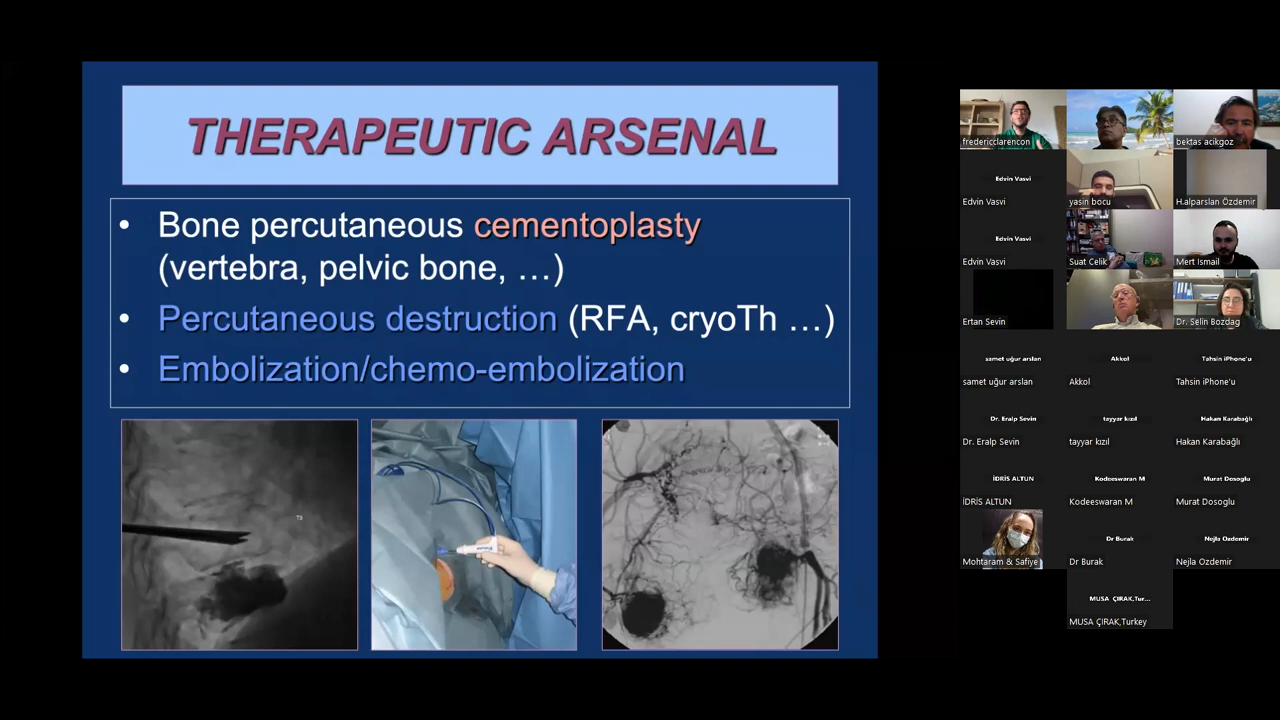 THERAPEUTIC ARSENAL
• Bone percutaneous cementoplasty
(vertebra, pelvic bone, …)
• Percutaneous destruction (RFA, cryoTh …)
• Embolization/chemo-embolization
T9
fredericclarencon
bektas acikgoz
Edvin Vasvi
Edvin Vasvi
yasin bocu
H.alparslan Özdemir
Edvin Vasvi
Edvin Vasvi
Suat Çelik
Mert Ismail
Ertan Sevin
Dr. Selin Bozdag
samet uğur arslan
Akkol
Tahsin iPhone'u
samet uğur arslan
Akkol
Tahsin iPhone'u
Dr. Eralp Sevin
tayyar kızıl
Hakan Karabağlı
Dr. Eralp Sevin
tayyar kızıl
Hakan Karabağlı
İDRİS ALTUN
Kodeeswaran M
Murat Dosoglu
İDRİS ALTUN
Kodeeswaran M
Murat Dosoglu
Dr Burak
Nejla Ozdemir
Mohtaram & Safiye
Dr Burak
Nejla Ozdemir
MUSA ÇIRAK,Tur...
MUSA ÇIRAK,Turkey